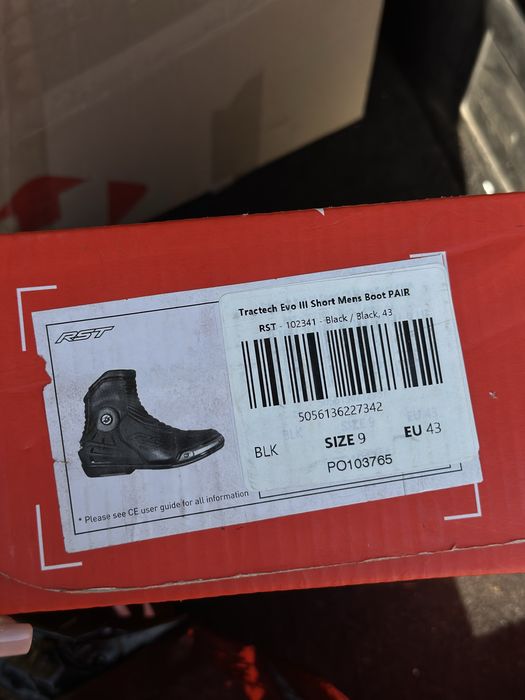 RST
Tractech Evo III Short Mens Boot PAIR
RST - 102341 - Black / Black, 43
5056136227342
BLK SIZE 9 EU 43
PO103765
* Please see CE user guide for all information